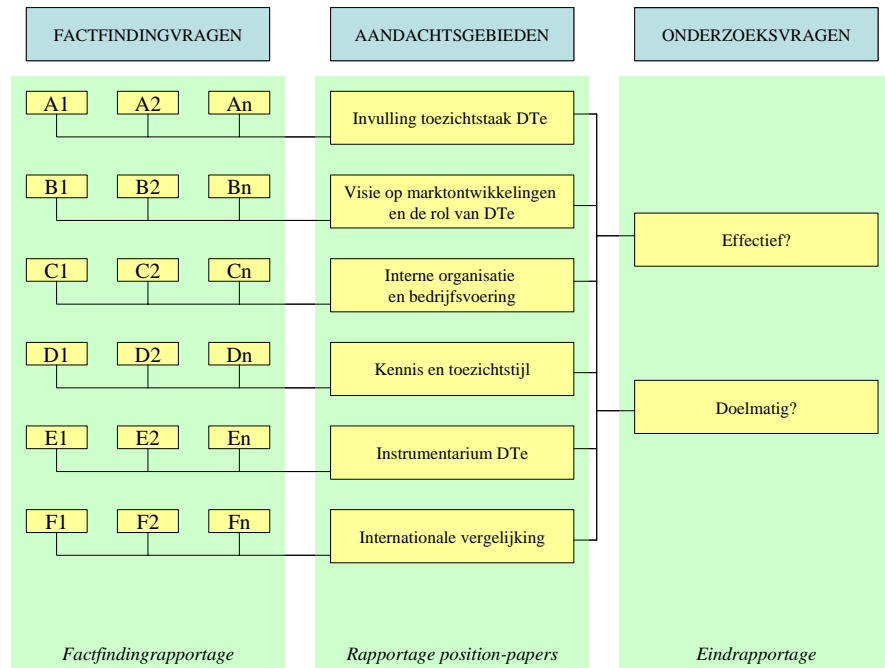 FACTFINDINGVRAGEN
AANDACHTSGEBIEDEN
ONDERZOEKSVRAGEN
A1 A2 An
Invulling toezichtstaak DTe
B1 B2 Bn
Visie op marktontwikkelingen
en de rol van DTe
Effectief?
C1 C2 Cn
Interne organisatie
en bedrijfsvoering
D1 D2 Dn
Kennis en toezichtstijl
Doelmatig?
E1 E2 En
Instrumentarium DTe
F1 F2 Fn
Internationale vergelijking
Factfindingrapportage
Rapportage position-papers
Eindrapportage